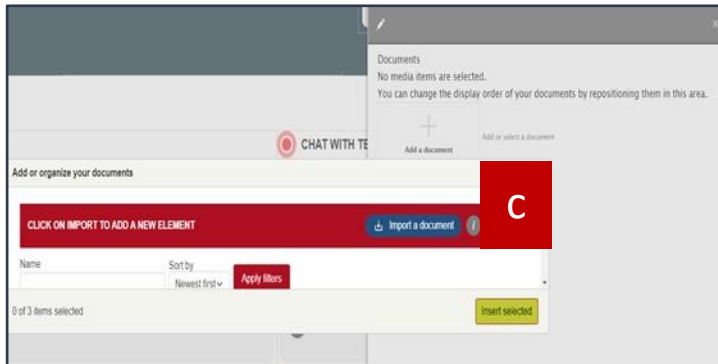 Documents
No media items are selected.
You can change the display order of your documents by repositioning them in this area.
Add a document
Add or select a document
CHAT WITH TE
Add or organize your documents
C
CLICK ON IMPORT TO ADD A NEW ELEMENT
Import a document
i
Name
Sort by
Newest first
Apply filters
0 of 3 items selected
Insert selected